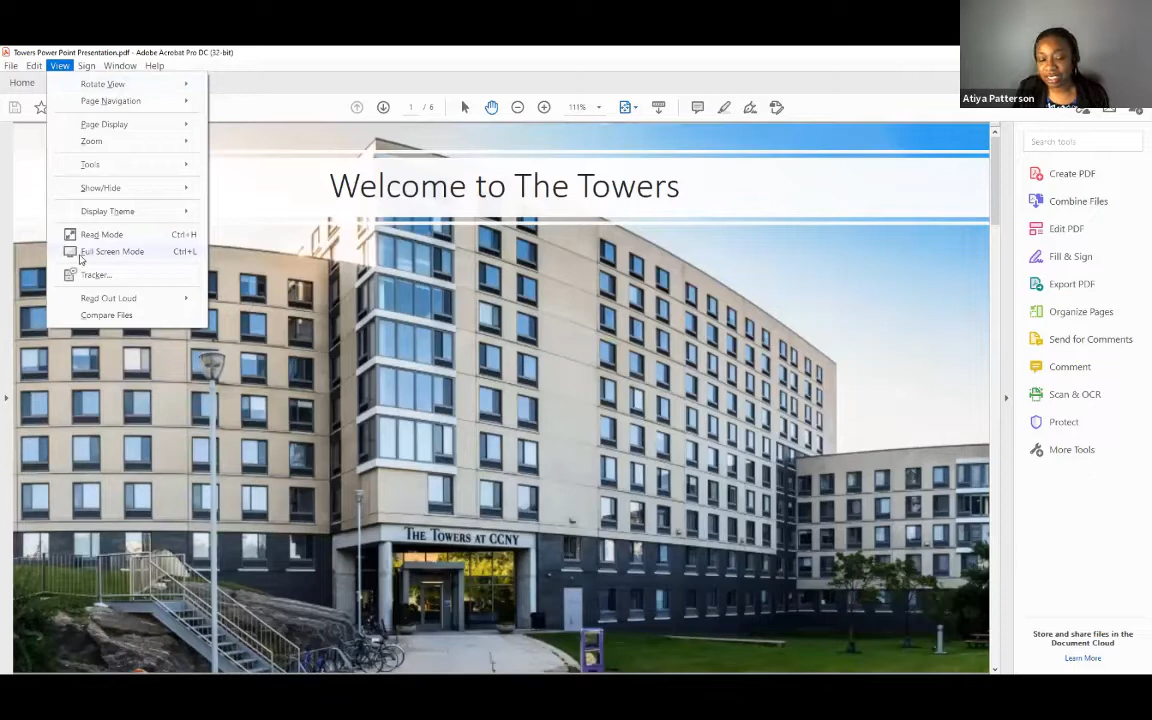 Towers Power Point Presentation.pdf - Adobe Acrobat Pro DC (32-bit)
File Edit View Sign Window Help
Home
Rotate View
Page Navigation
Page Display
Zoom
Tools
Show/Hide
Display Theme
Read Mode Ctrl+H
Full Screen Mode Ctrl+L
Tracker...
Read Out Loud
Compare Files
1 / 6
111%
Atiya Patterson
Welcome to The Towers
THE TOWERS AT CCNY
Search tools
Create PDF
Combine Files
Edit PDF
Fill & Sign
Export PDF
Organize Pages
Send for Comments
Comment
Scan & OCR
Protect
More Tools
Store and share files in the
Document Cloud
Learn More